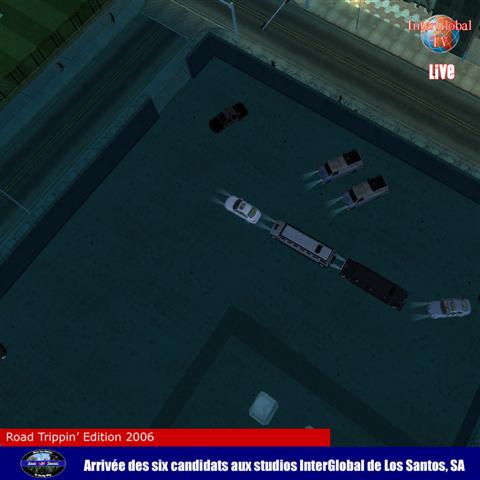 InterGlobal
TV
LiVE
Road Trippin' Edition 2006
Arrivée des six candidats aux studios InterGlobal de Los Santos, SA